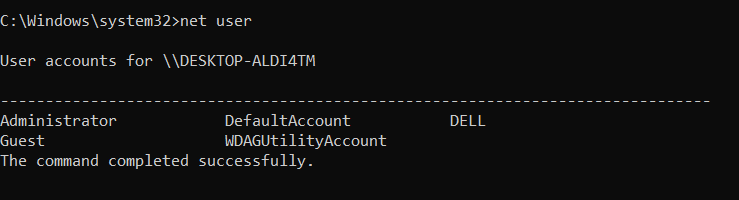 C:\Windows\system32>net user
User accounts for \\DESKTOP-ALDI4TM
-------------------------------------------------------------------------------
Administrator            DefaultAccount           DELL
Guest                    WDAGUtilityAccount
The command completed successfully.